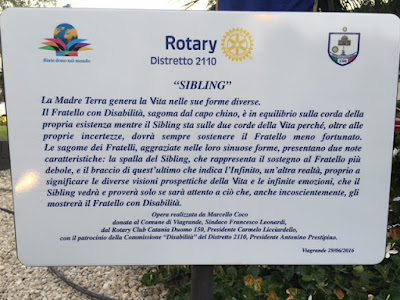 Siate dono nel mondo
Rotary
Distretto 2110
“SIBLING”
La Madre Terra genera la Vita nelle sue forme diverse.
Il Fratello con Disabilità, sagoma dal capo chino, è in equilibrio sulla corda della
propria esistenza mentre il Sibling sta sulle due corde della Vita perché, oltre alle
proprie incertezze, dovrà sempre sostenere il Fratello meno fortunato.
Le sagome dei Fratelli, aggraziate nelle loro sinuose forme, presentano due note
caratteristiche: la spalla del Sibling, che rappresenta il sostegno al Fratello più
debole, e il braccio di quest'ultimo che indica l'Infinito, un'altra realtà, proprio a
significare le diverse visioni prospettiche della Vita e le infinite emozioni, che il
Sibling vedrà e proverà solo se sarà attento a ciò che, anche incoscientemente, gli
mostrerà il Fratello con Disabilità.
Opera realizzata da Marcello Coco
donata al Comune di Viagrande, Sindaco Francesco Leonardi,
dal Rotary Club Catania Duomo 150, Presidente Carmelo Licciardello,
con il patrocinio della Commissione “Disabilità” del Distretto 2110, Presidente Antonino Prestipino.
Viagrande 29/06/2016